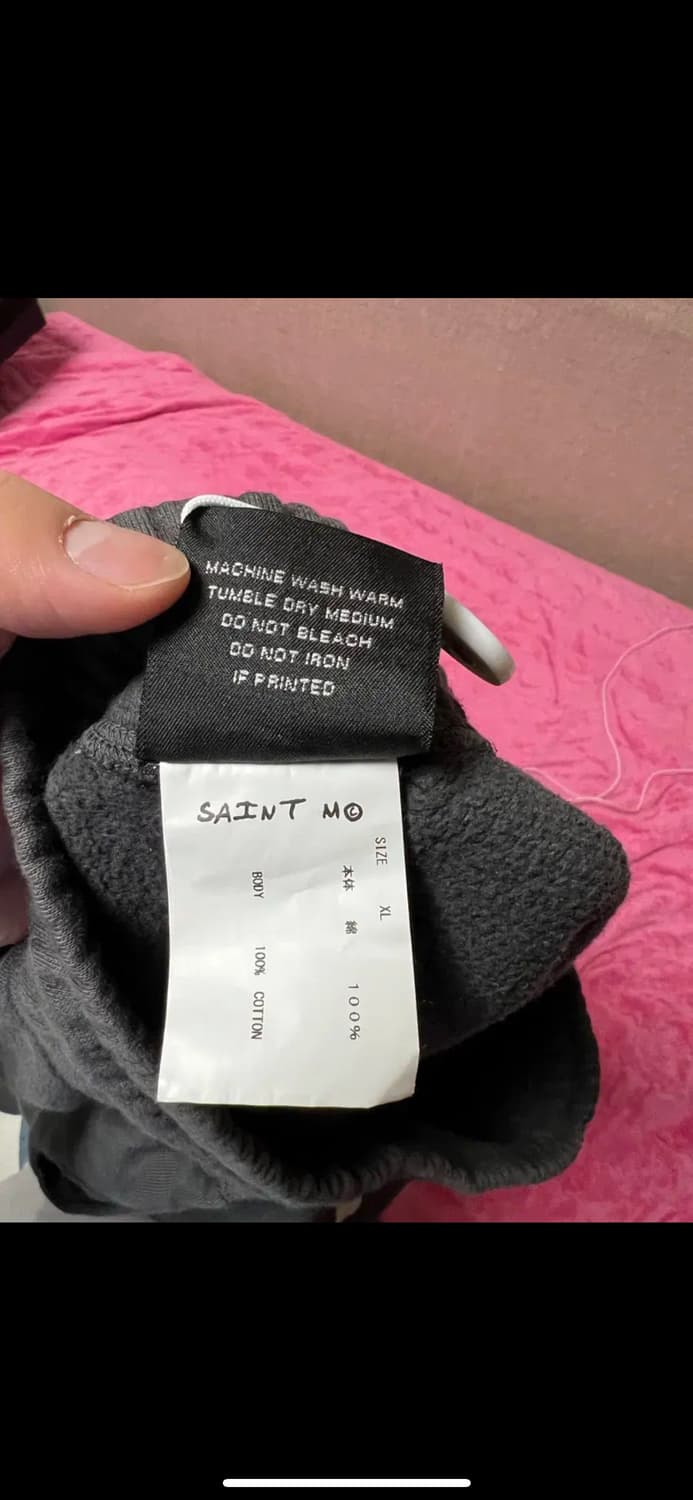 MACHINE WASH WARM
TUMBLE DRY MEDIUM
DO NOT BLEACH
DO NOT IRON
IF PRINTED
SAINT M©
SIZE XL
本体 綿 100%
BODY 100% COTTON